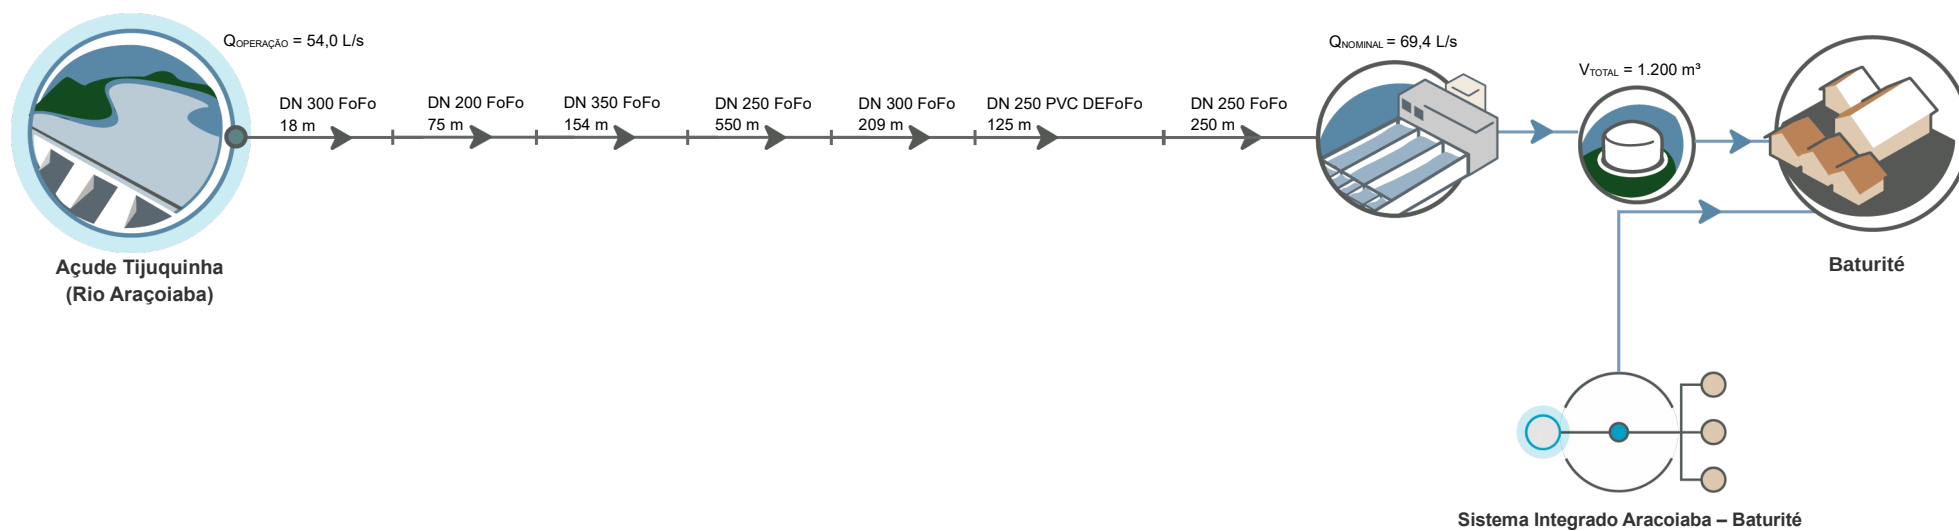 QOPERAÇÃO = 54,0 L/s
QNOMINAL = 69,4 L/s
VTOTAL = 1.200 m³
DN 300 FoFo
18 m
DN 200 FoFo
75 m
DN 350 FoFo
154 m
DN 250 FoFo
550 m
DN 300 FoFo
209 m
DN 250 PVC DEFoFo
125 m
DN 250 FoFo
250 m
Açude Tijuquinha
(Rio Araçoiaba)
Baturité
Sistema Integrado Aracoiaba – Baturité